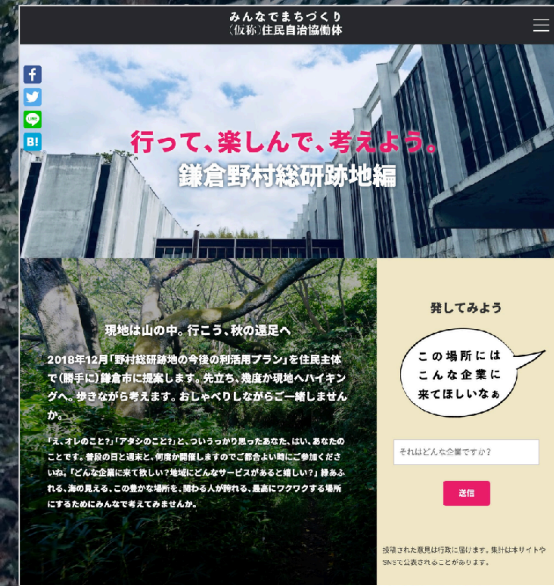 みんなでまちづくり
（仮称）住民自治協働体
f
B!
行って、楽しんで、考えよう。
鎌倉野村総研跡地編
現地は山の中。行こう、秋の遠足へ
2018年12月「野村総研跡地の今後の利活用プラン」を住民主体
で（勝手に）鎌倉市に提案します。先立ち、幾度か現地へハイキン
グへ。歩きながら考えます。おしゃべりしながらご一緒しません
か。
「え、オレのこと？」「アタシのこと？」と、ついうっかり思ったあなた、はい、あなたの
ことです。普段の日と週末と、何度か開催しますのでご都合よい時にご参加くださ
いね。「どんな企業に来て欲しい？地域にどんなサービスがあると嬉しい？」緑あふ
れる、海の見える、この豊かな場所を、関わる人が誇れる、最高にワクワクする場所
にするためにみんなで考えてみませんか。
発してみよう
この場所には
こんな企業に
来てほしいなぁ
それはどんな企業ですか？
送信
投稿された意見は行政に届けます。集計は本サイトや
SNSで公表されることがあります。